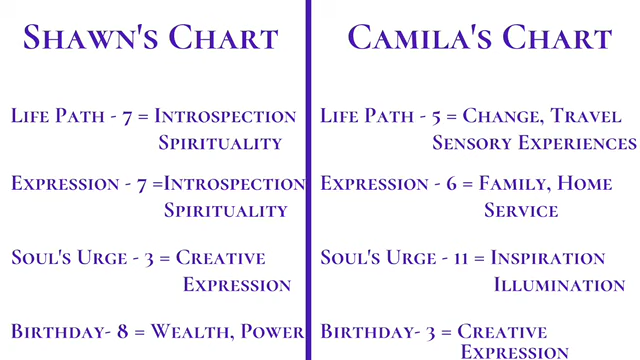 Shawn's Chart
Life Path - 7 = Introspection
Spirituality
Expression - 7 =Introspection
Spirituality
Soul's Urge - 3 = Creative
Expression
Birthday- 8 = Wealth, Power
Camila's Chart
Life Path - 5 = Change, Travel
Sensory Experiences
Expression - 6 = Family, Home
Service
Soul's Urge - 11 = Inspiration
Illumination
Birthday- 3 = Creative
Expression